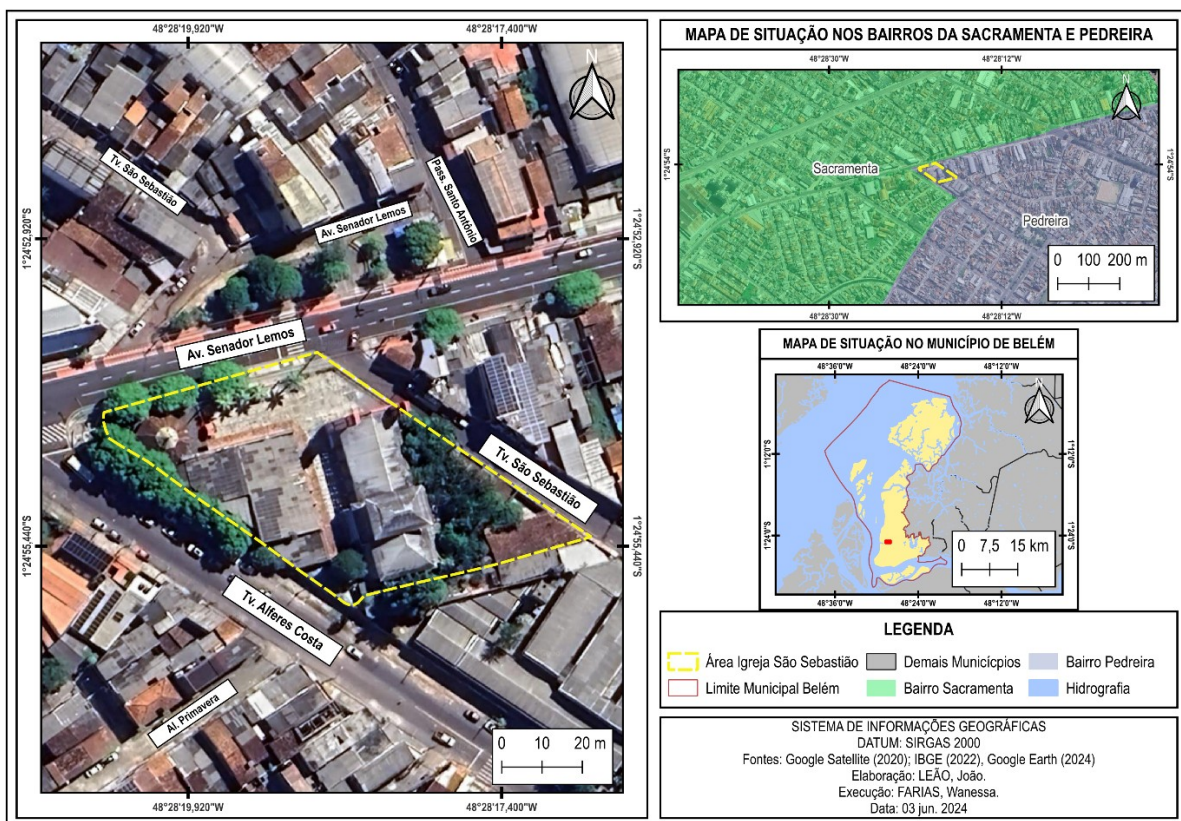 48°28'19,920"W
48°28'17,400"W
N
Tv. São Sebastião
Pass. Santo Antônio
Av. Senador Lemos
1°24'52,920"S
1°24'52,920"S
Av. Senador Lemos
Tv. São Sebastião
1°24'55,440"S
1°24'55,440"S
Tv. Alferes Costa
Al. Primavera
0 10 20 m
48°28'19,920"W
48°28'17,400"W
MAPA DE SITUAÇÃO NOS BAIRROS DA SACRAMENTA E PEDREIRA
48°28'30"W
48°28'12"W
N
1°24'54"S
1°24'54"S
Sacramenta
Pedreira
0 100 200 m
48°28'30"W
48°28'12"W
MAPA DE SITUAÇÃO NO MUNICÍPIO DE BELÉM
48°36'0"W
48°24'0"W
48°12'0"W
N
1°12'0"S
1°12'0"S
1°24'0"S
1°24'0"S
0 7,5 15 km
48°36'0"W
48°24'0"W
48°12'0"W
LEGENDA
Área Igreja São Sebastião
Demais Municícpios
Bairro Pedreira
Limite Municipal Belém
Bairro Sacramenta
Hidrografia
SISTEMA DE INFORMAÇÕES GEOGRÁFICAS
DATUM: SIRGAS 2000
Fontes: Google Satellite (2020); IBGE (2022), Google Earth (2024)
Elaboração: LEÃO, João.
Execução: FARIAS, Wanessa.
Data: 03 jun. 2024